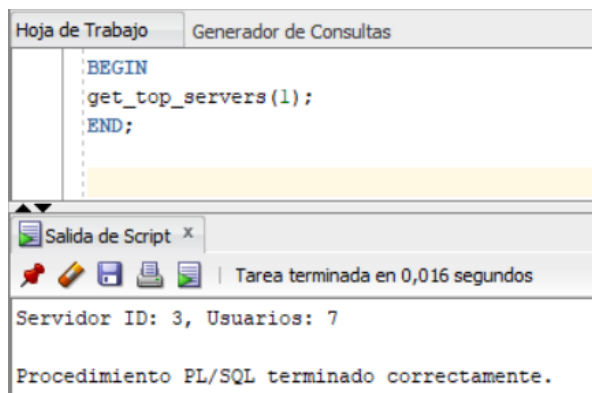 Hoja de Trabajo Generador de Consultas
BEGIN
get_top_servers(1);
END;
Salida de Script x
Tarea terminada en 0,016 segundos
Servidor ID: 3, Usuarios: 7
Procedimiento PL/SQL terminado correctamente.